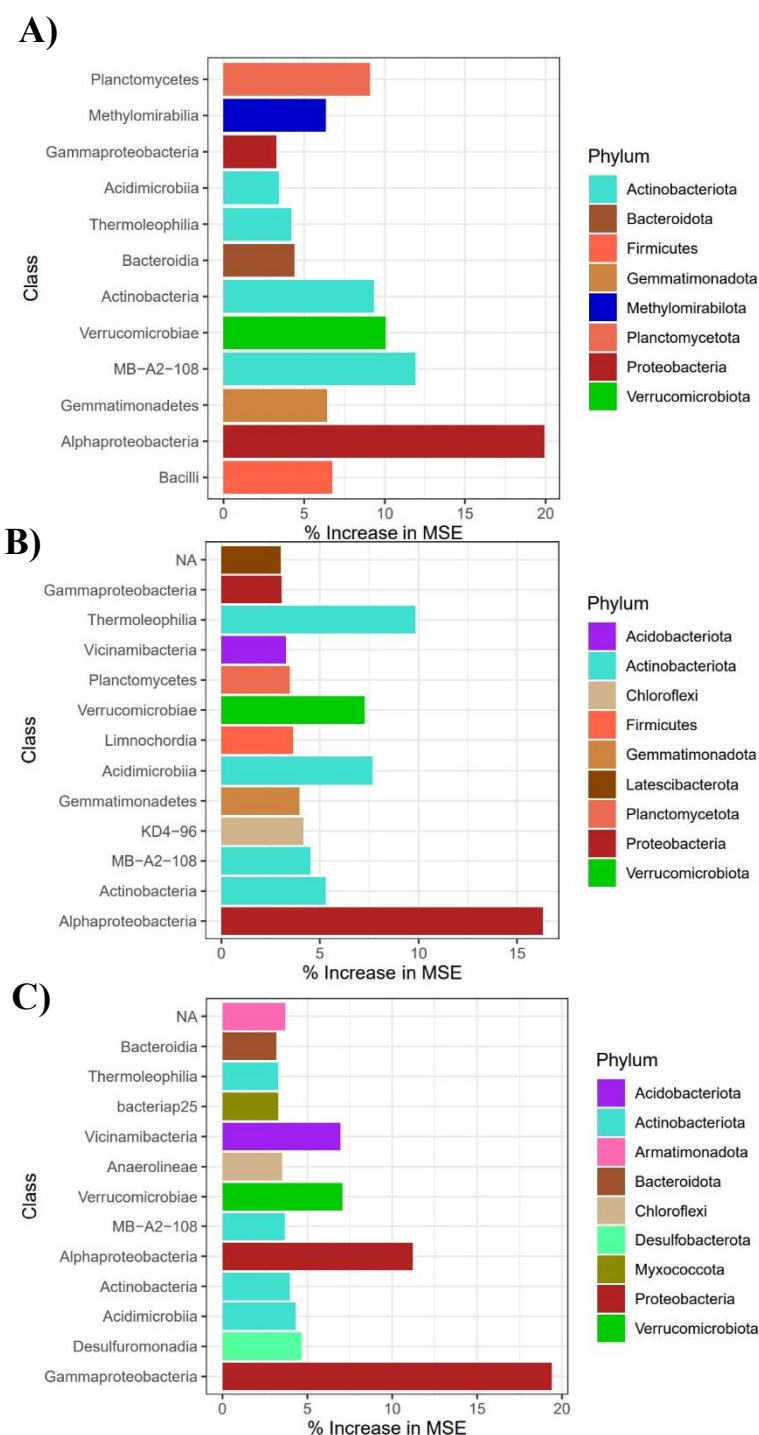 A)
Planctomycetes
Methylomirabilia
Gammaproteobacteria
Acidimicrobiia
Thermoleophilia
Bacteroidia
Actinobacteria
Verrucomicrobiae
MB−A2−108
Gemmatimonadetes
Alphaproteobacteria
Bacilli
Class
0 5 10 15 20
% Increase in MSE
Phylum
Actinobacteriota
Bacteroidota
Firmicutes
Gemmatimonadota
Methylomirabilota
Planctomycetota
Proteobacteria
Verrucomicrobiota
B)
NA
Gammaproteobacteria
Thermoleophilia
Vicinamibacteria
Planctomycetes
Verrucomicrobiae
Limnochordia
Acidimicrobiia
Gemmatimonadetes
KD4−96
MB−A2−108
Actinobacteria
Alphaproteobacteria
Class
0 5 10 15
% Increase in MSE
Phylum
Acidobacteriota
Actinobacteriota
Chloroflexi
Firmicutes
Gemmatimonadota
Latescibacterota
Planctomycetota
Proteobacteria
Verrucomicrobiota
C)
NA
Bacteroidia
Thermoleophilia
bacteriap25
Vicinamibacteria
Anaerolineae
Verrucomicrobiae
MB−A2−108
Alphaproteobacteria
Actinobacteria
Acidimicrobiia
Desulfuromonadia
Gammaproteobacteria
Class
0 5 10 15 20
% Increase in MSE
Phylum
Acidobacteriota
Actinobacteriota
Armatimonadota
Bacteroidota
Chloroflexi
Desulfobacterota
Myxococcota
Proteobacteria
Verrucomicrobiota